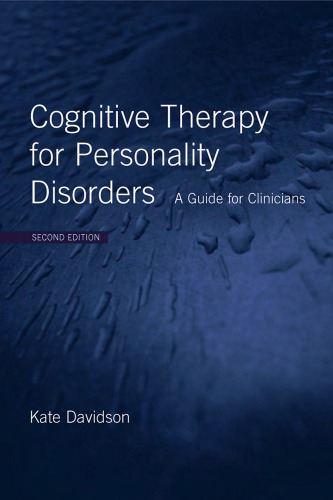 Cognitive Therapy
for Personality
Disorders A Guide for Clinicians
SECOND EDITION
Kate Davidson